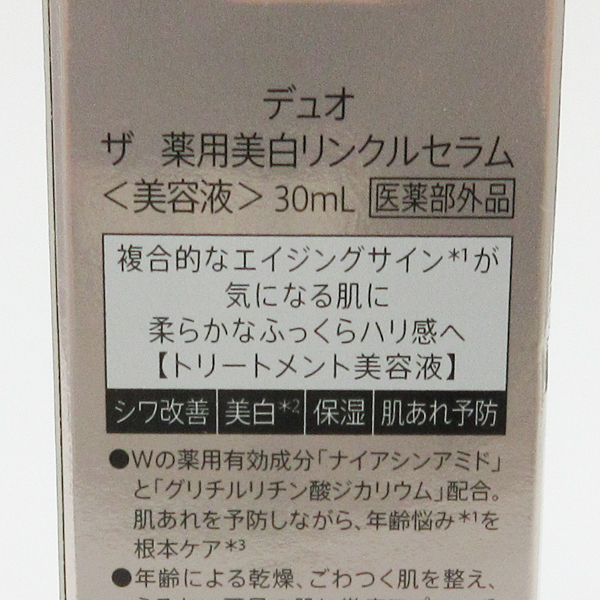 デュオ
ザ 薬用美白リンクルセラム
＜美容液＞30mL 医薬部外品
複合的なエイジングサイン*1が
気になる肌に
柔らかなふっくらハリ感へ
【トリートメント美容液】
シワ改善 美白*2 保湿 肌あれ予防
●Wの薬用有効成分「ナイアシンアミド」
と「グリチルリチン酸ジカリウム」配合。
肌あれを予防しながら、年齢悩み*1を
根本ケア*3
●年齢による乾燥、ごわつく肌を整え、